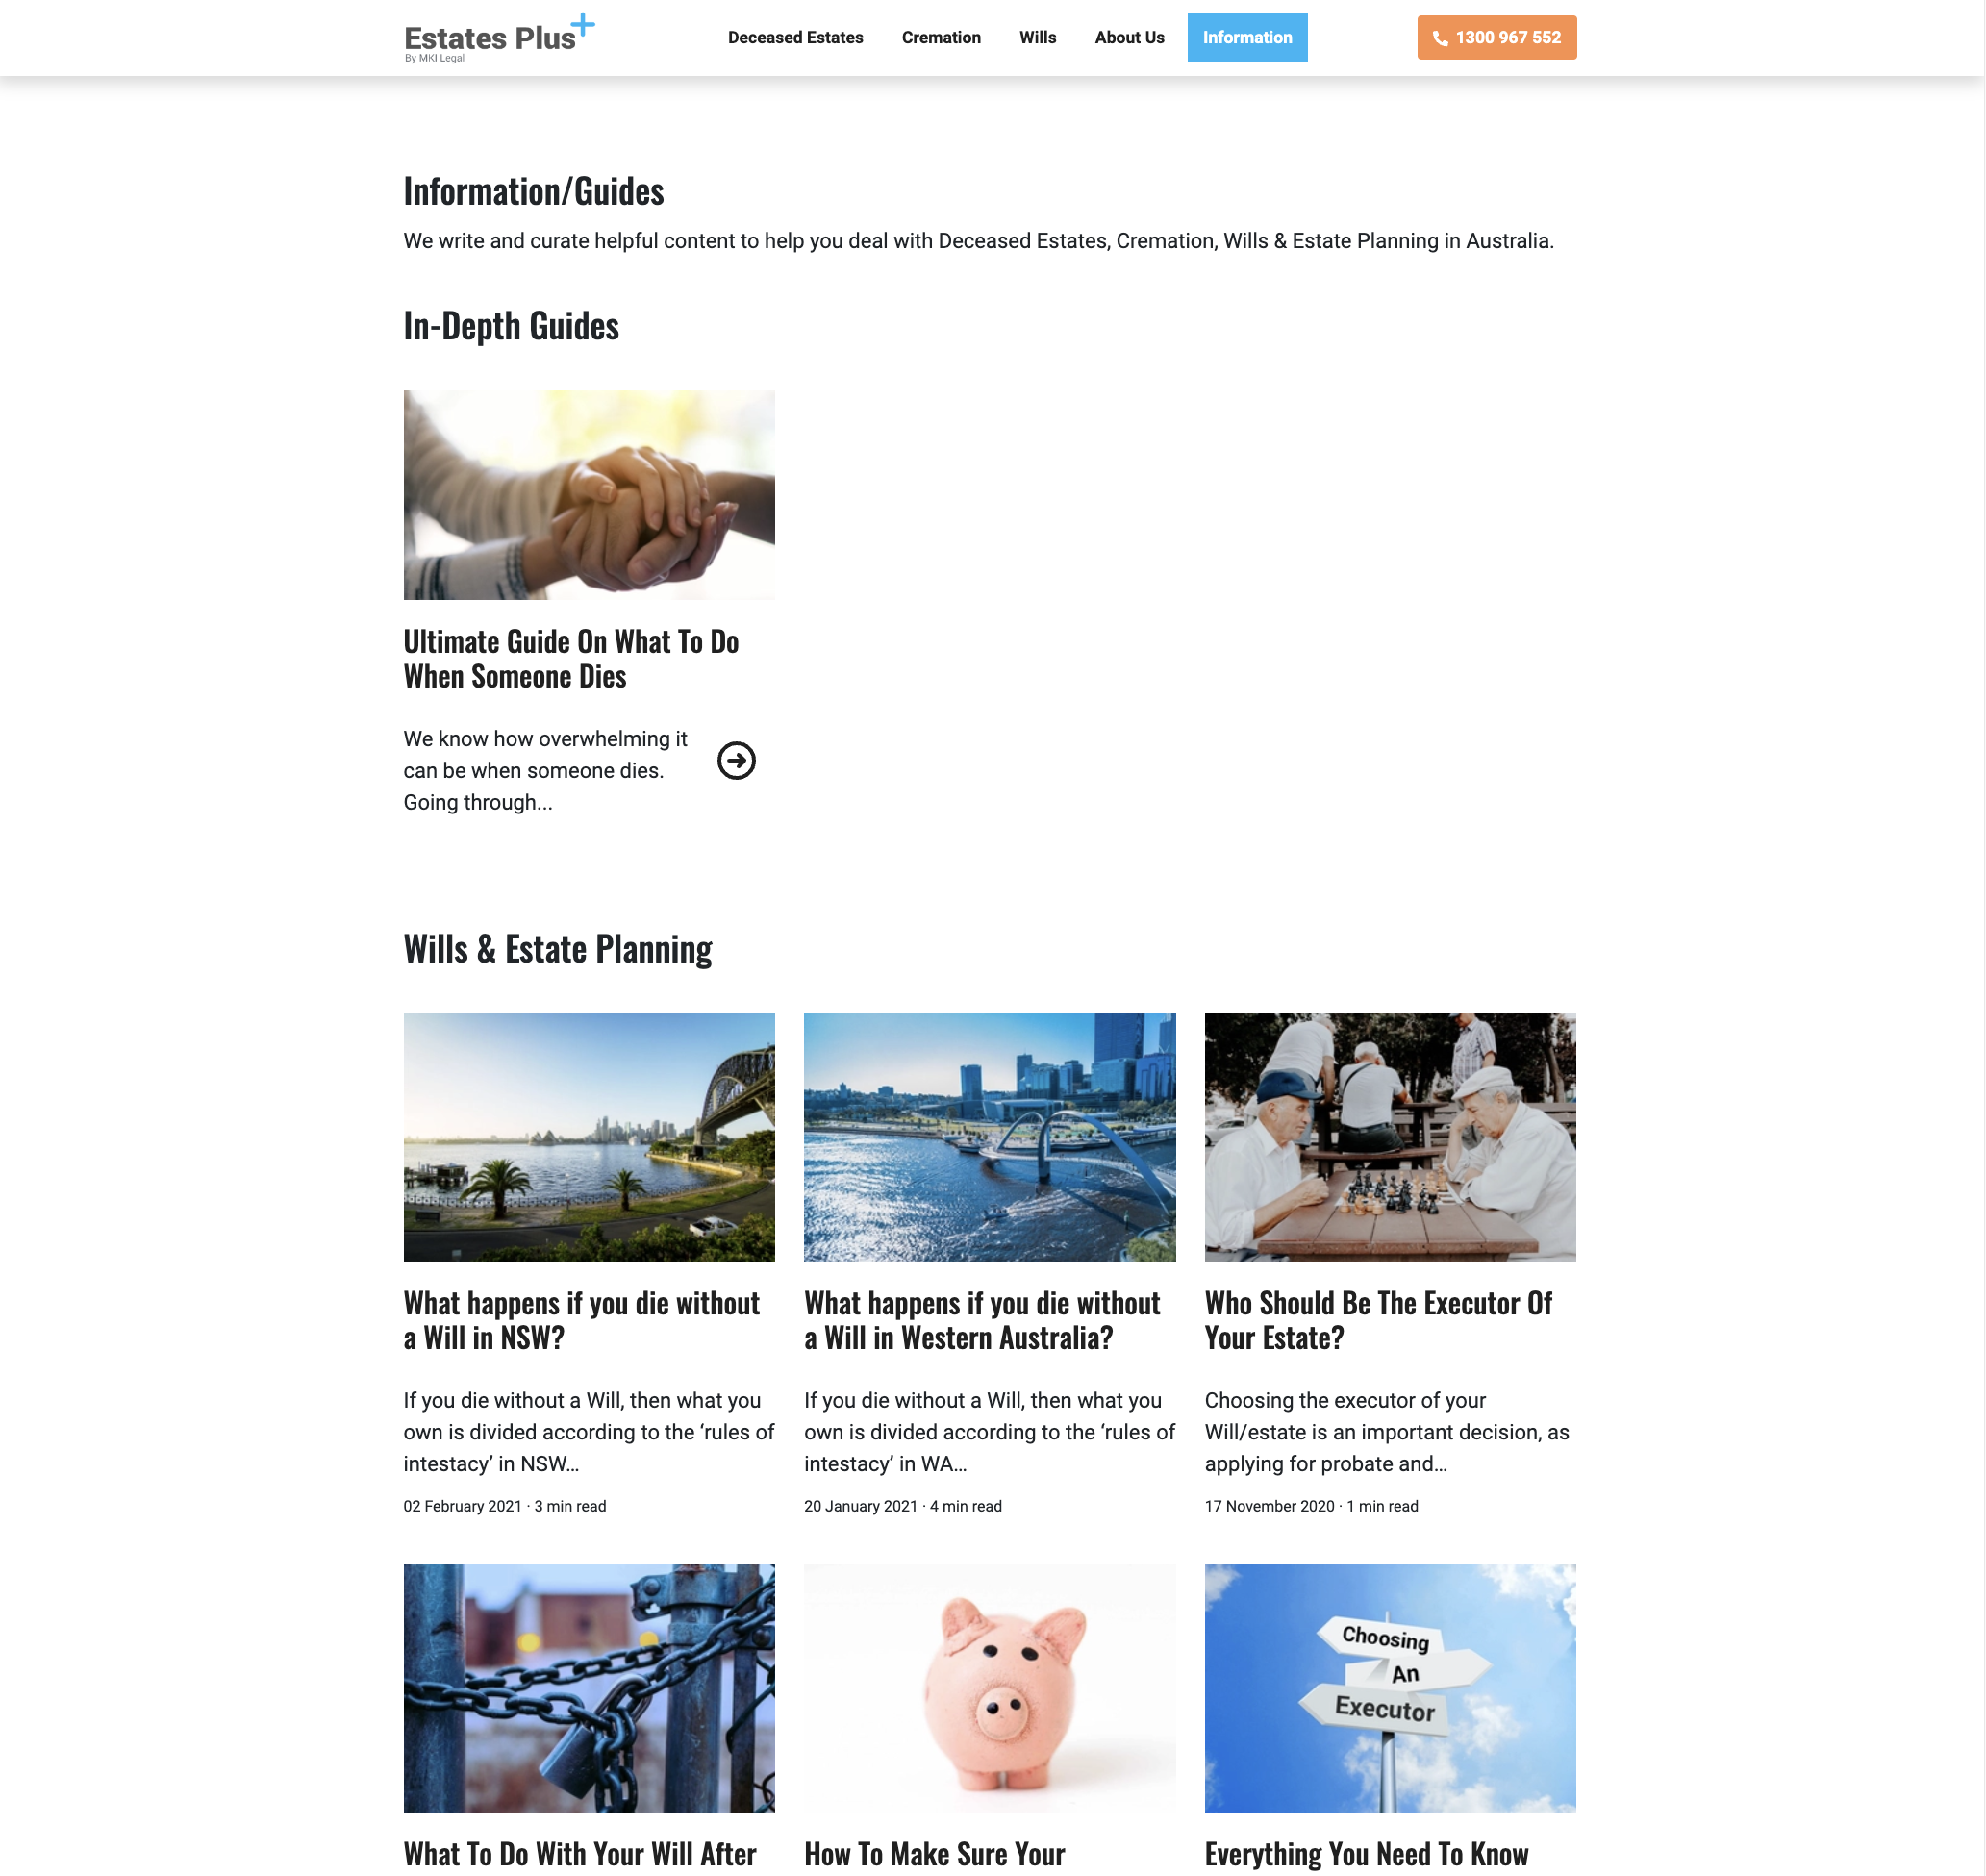 Estates Plus+
By MKI Legal
Deceased Estates
Cremation
Wills
About Us
Information
1300 967 552
Information/Guides
We write and curate helpful content to help you deal with Deceased Estates, Cremation, Wills & Estate Planning in Australia.
In-Depth Guides
Ultimate Guide On What To Do
When Someone Dies
We know how overwhelming it
can be when someone dies.
Going through...
Wills & Estate Planning
What happens if you die without
a Will in NSW?
If you die without a Will, then what you
own is divided according to the ‘rules of
intestacy’ in NSW...
02 February 2021 · 3 min read
What happens if you die without
a Will in Western Australia?
If you die without a Will, then what you
own is divided according to the ‘rules of
intestacy’ in WA...
20 January 2021 · 4 min read
Who Should Be The Executor Of
Your Estate?
Choosing the executor of your
Will/estate is an important decision, as
applying for probate and...
17 November 2020 · 1 min read
What To Do With Your Will After
How To Make Sure Your
Choosing
An
Executor
Everything You Need To Know